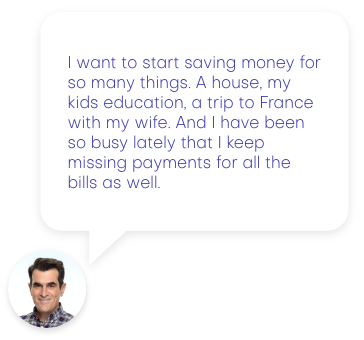 I want to start saving money for
so many things. A house, my
kids education, a trip to France
with my wife. And I have been
so busy lately that I keep
missing payments for all the
bills as well.